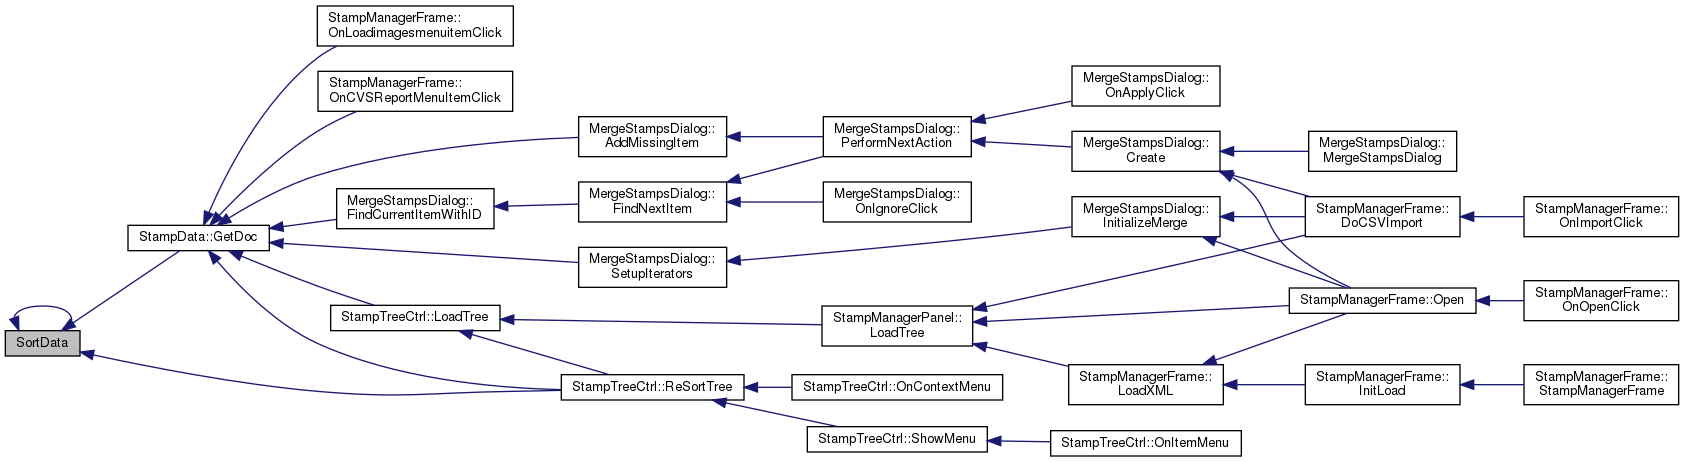 StampManagerFrame::
OnLoadimagesmenuitemClick
StampManagerFrame::
OnCVSReportMenuItemClick
MergeStampsDialog::
OnApplyClick
MergeStampsDialog::
AddMissingItem
MergeStampsDialog::
PerformNextAction
MergeStampsDialog::
Create
MergeStampsDialog::
MergeStampsDialog
MergeStampsDialog::
FindCurrentItemWithID
MergeStampsDialog::
FindNextItem
MergeStampsDialog::
OnIgnoreClick
MergeStampsDialog::
InitializeMerge
StampManagerFrame::
DoCSVImport
StampManagerFrame::
OnImportClick
StampData::GetDoc
MergeStampsDialog::
SetupIterators
StampManagerFrame::Open
StampManagerFrame::
OnOpenClick
StampTreeCtrl::LoadTree
StampManagerPanel::
LoadTree
SortData
StampTreeCtrl::ReSortTree
StampTreeCtrl::OnContextMenu
StampManagerFrame::
LoadXML
StampManagerFrame::
InitLoad
StampManagerFrame::
StampManagerFrame
StampTreeCtrl::ShowMenu
StampTreeCtrl::OnItemMenu